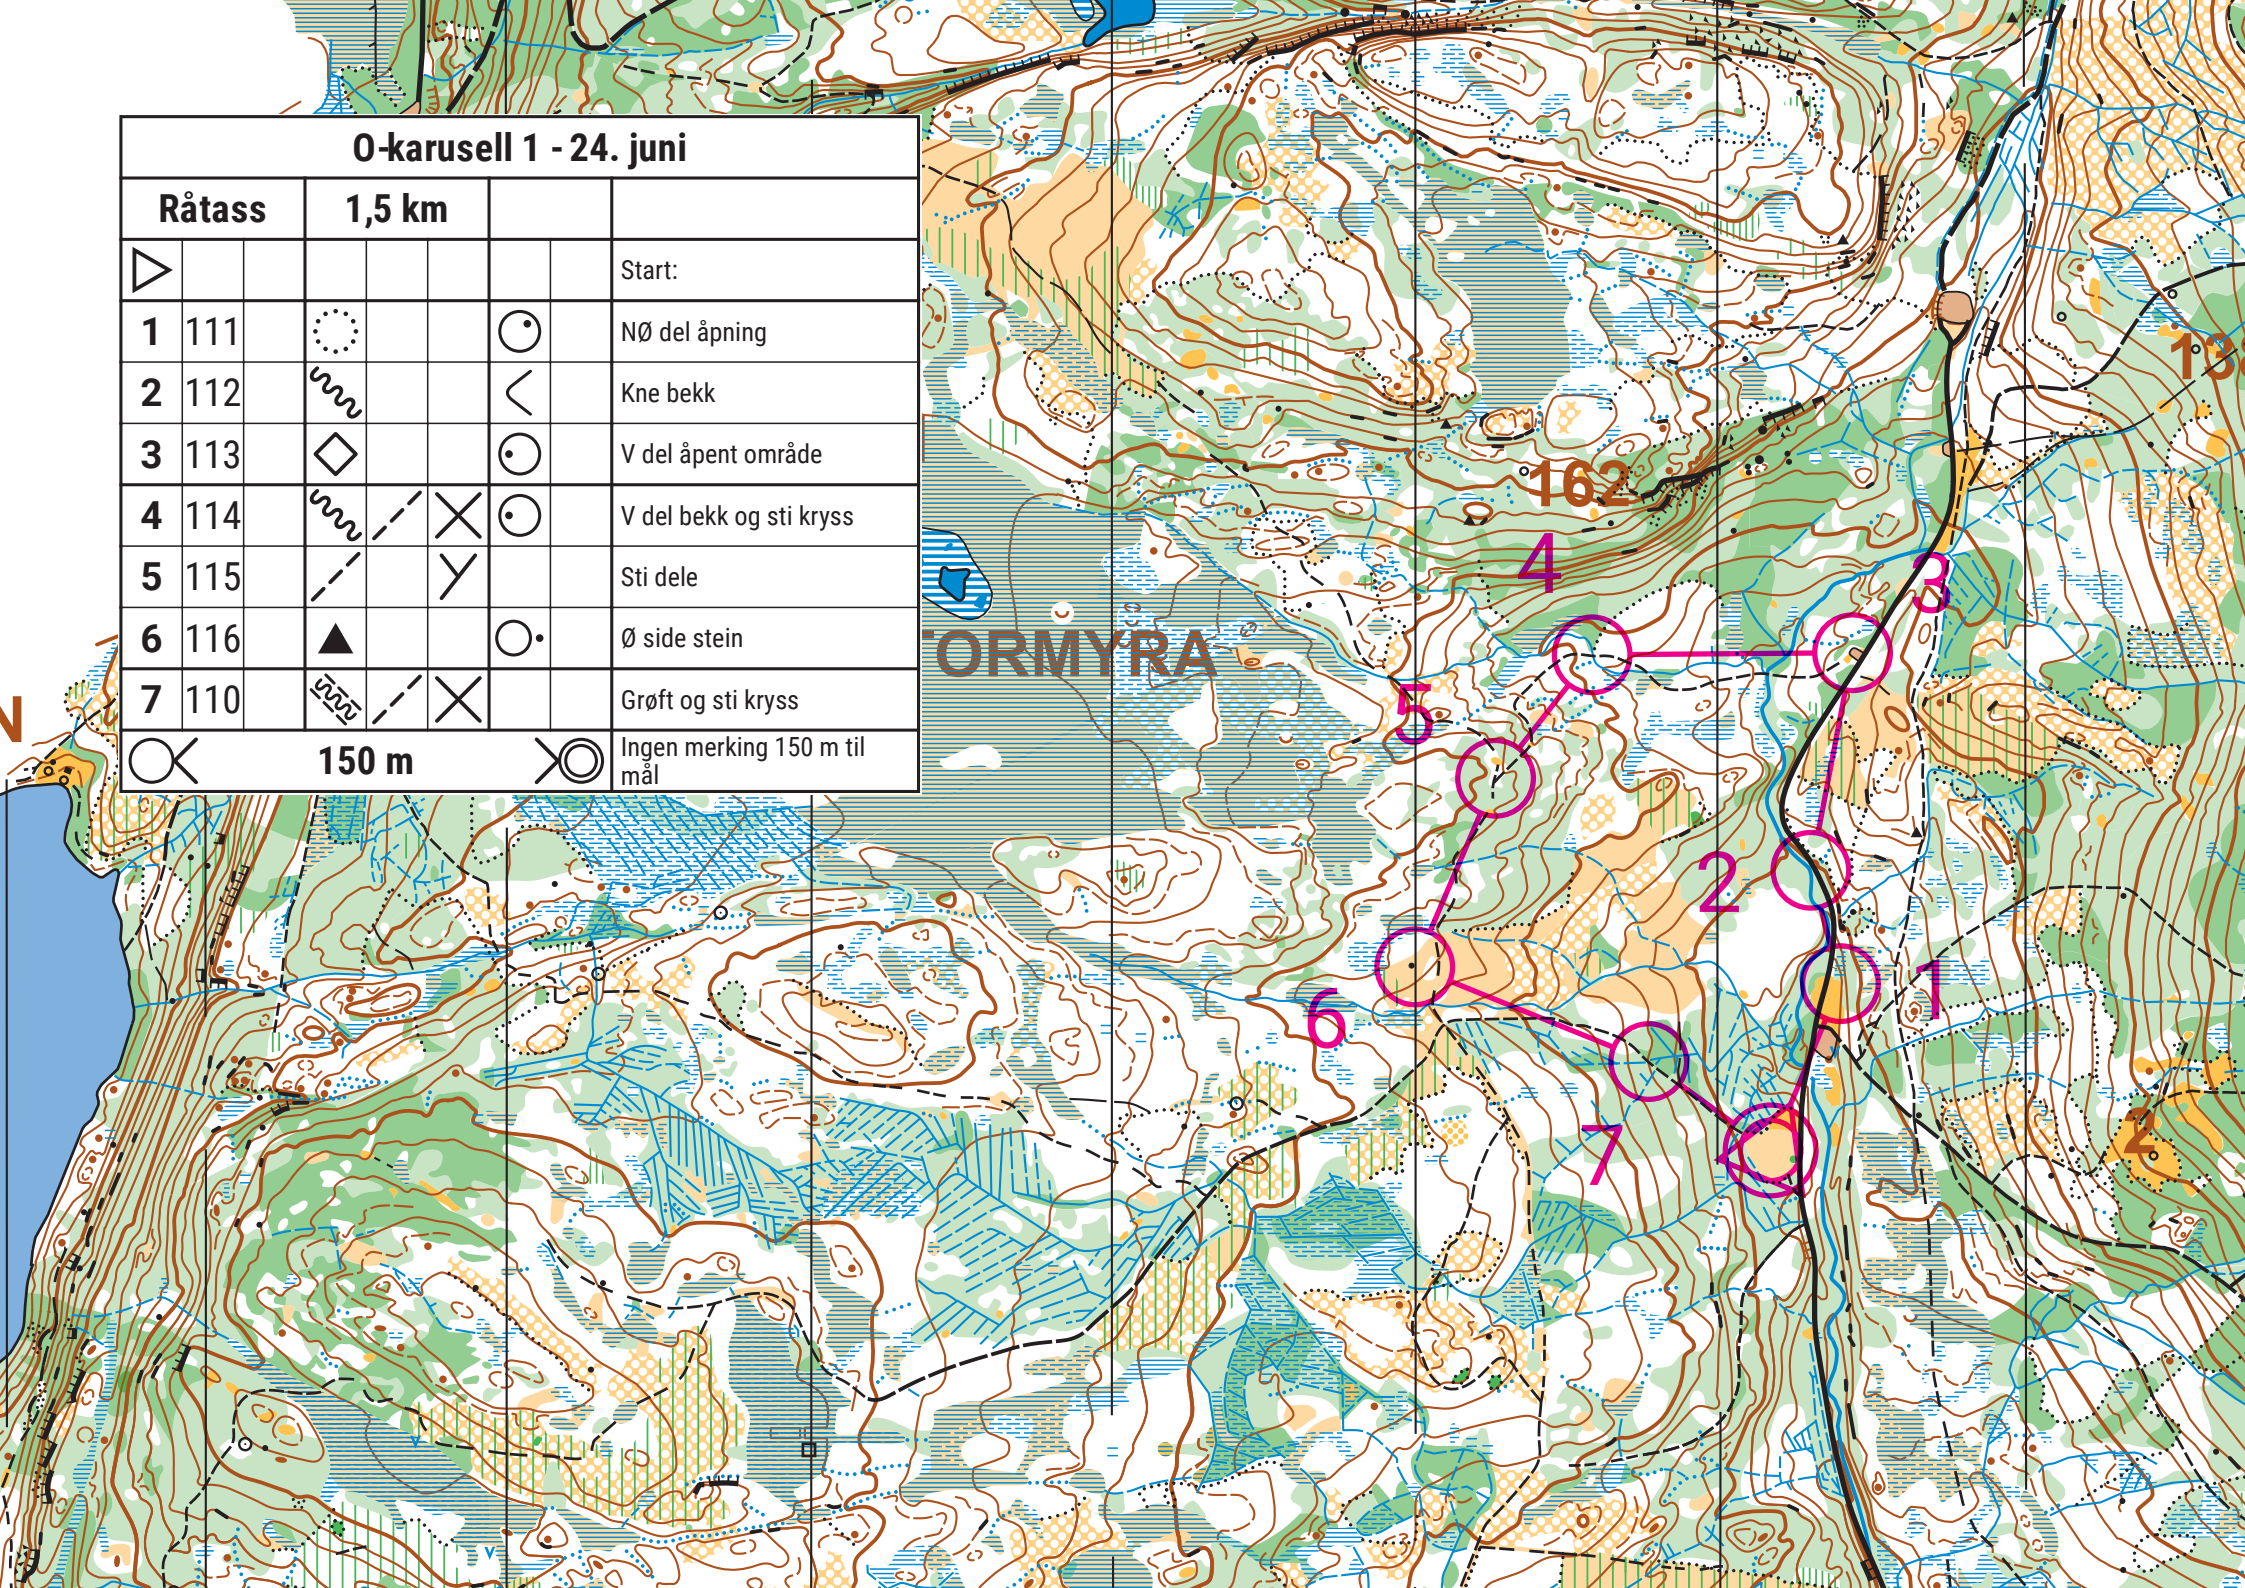 O-karusell 1 - 24. juni
Råtass 1,5 km
Start:
1 111 NØ del åpning
2 112 Kne bekk
3 113 V del åpent område
4 114 V del bekk og sti kryss
5 115 Sti dele
6 116 Ø side stein
7 110 Grøft og sti kryss
150 m Ingen merking 150 m til
mål
13
162
4
3
TORMYRA
5
N
2
1
6
2
7